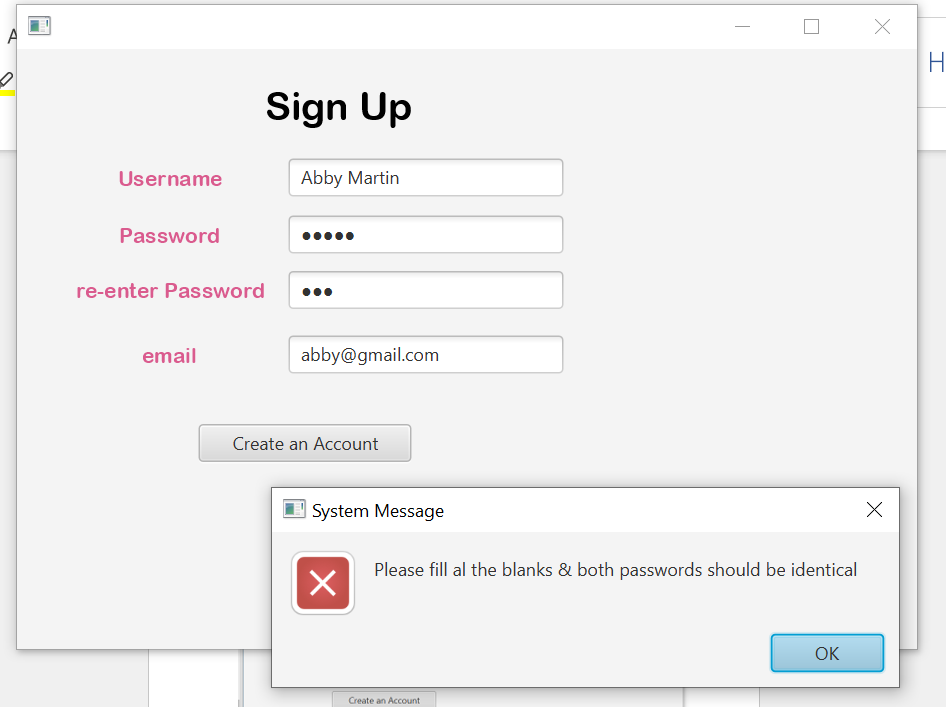 A
H
Sign Up
Username Abby Martin
Password •••••
re-enter Password •••
email abby@gmail.com
Create an Account
System Message
Please fill al the blanks & both passwords should be identical
OK
Create an Account